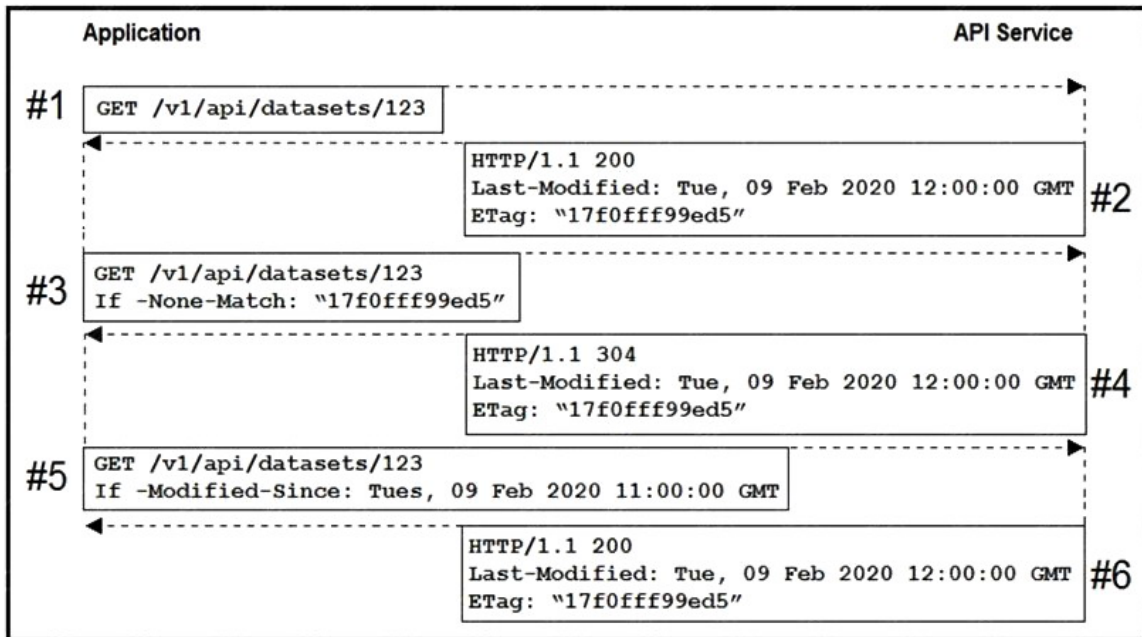 Application API Service
#1 GET /v1/api/datasets/123
HTTP/1.1 200
Last-Modified: Tue, 09 Feb 2020 12:00:00 GMT
ETag: “17f0fff99ed5” #2
GET /v1/api/datasets/123
#3 If -None-Match: “17f0fff99ed5”
HTTP/1.1 304
Last-Modified: Tue, 09 Feb 2020 12:00:00 GMT #4
ETag: “17f0fff99ed5”
GET /v1/api/datasets/123
#5 If -Modified-Since: Tues, 09 Feb 2020 11:00:00 GMT
HTTP/1.1 200
Last-Modified: Tue, 09 Feb 2020 12:00:00 GMT #6
ETag: “17f0fff99ed5”